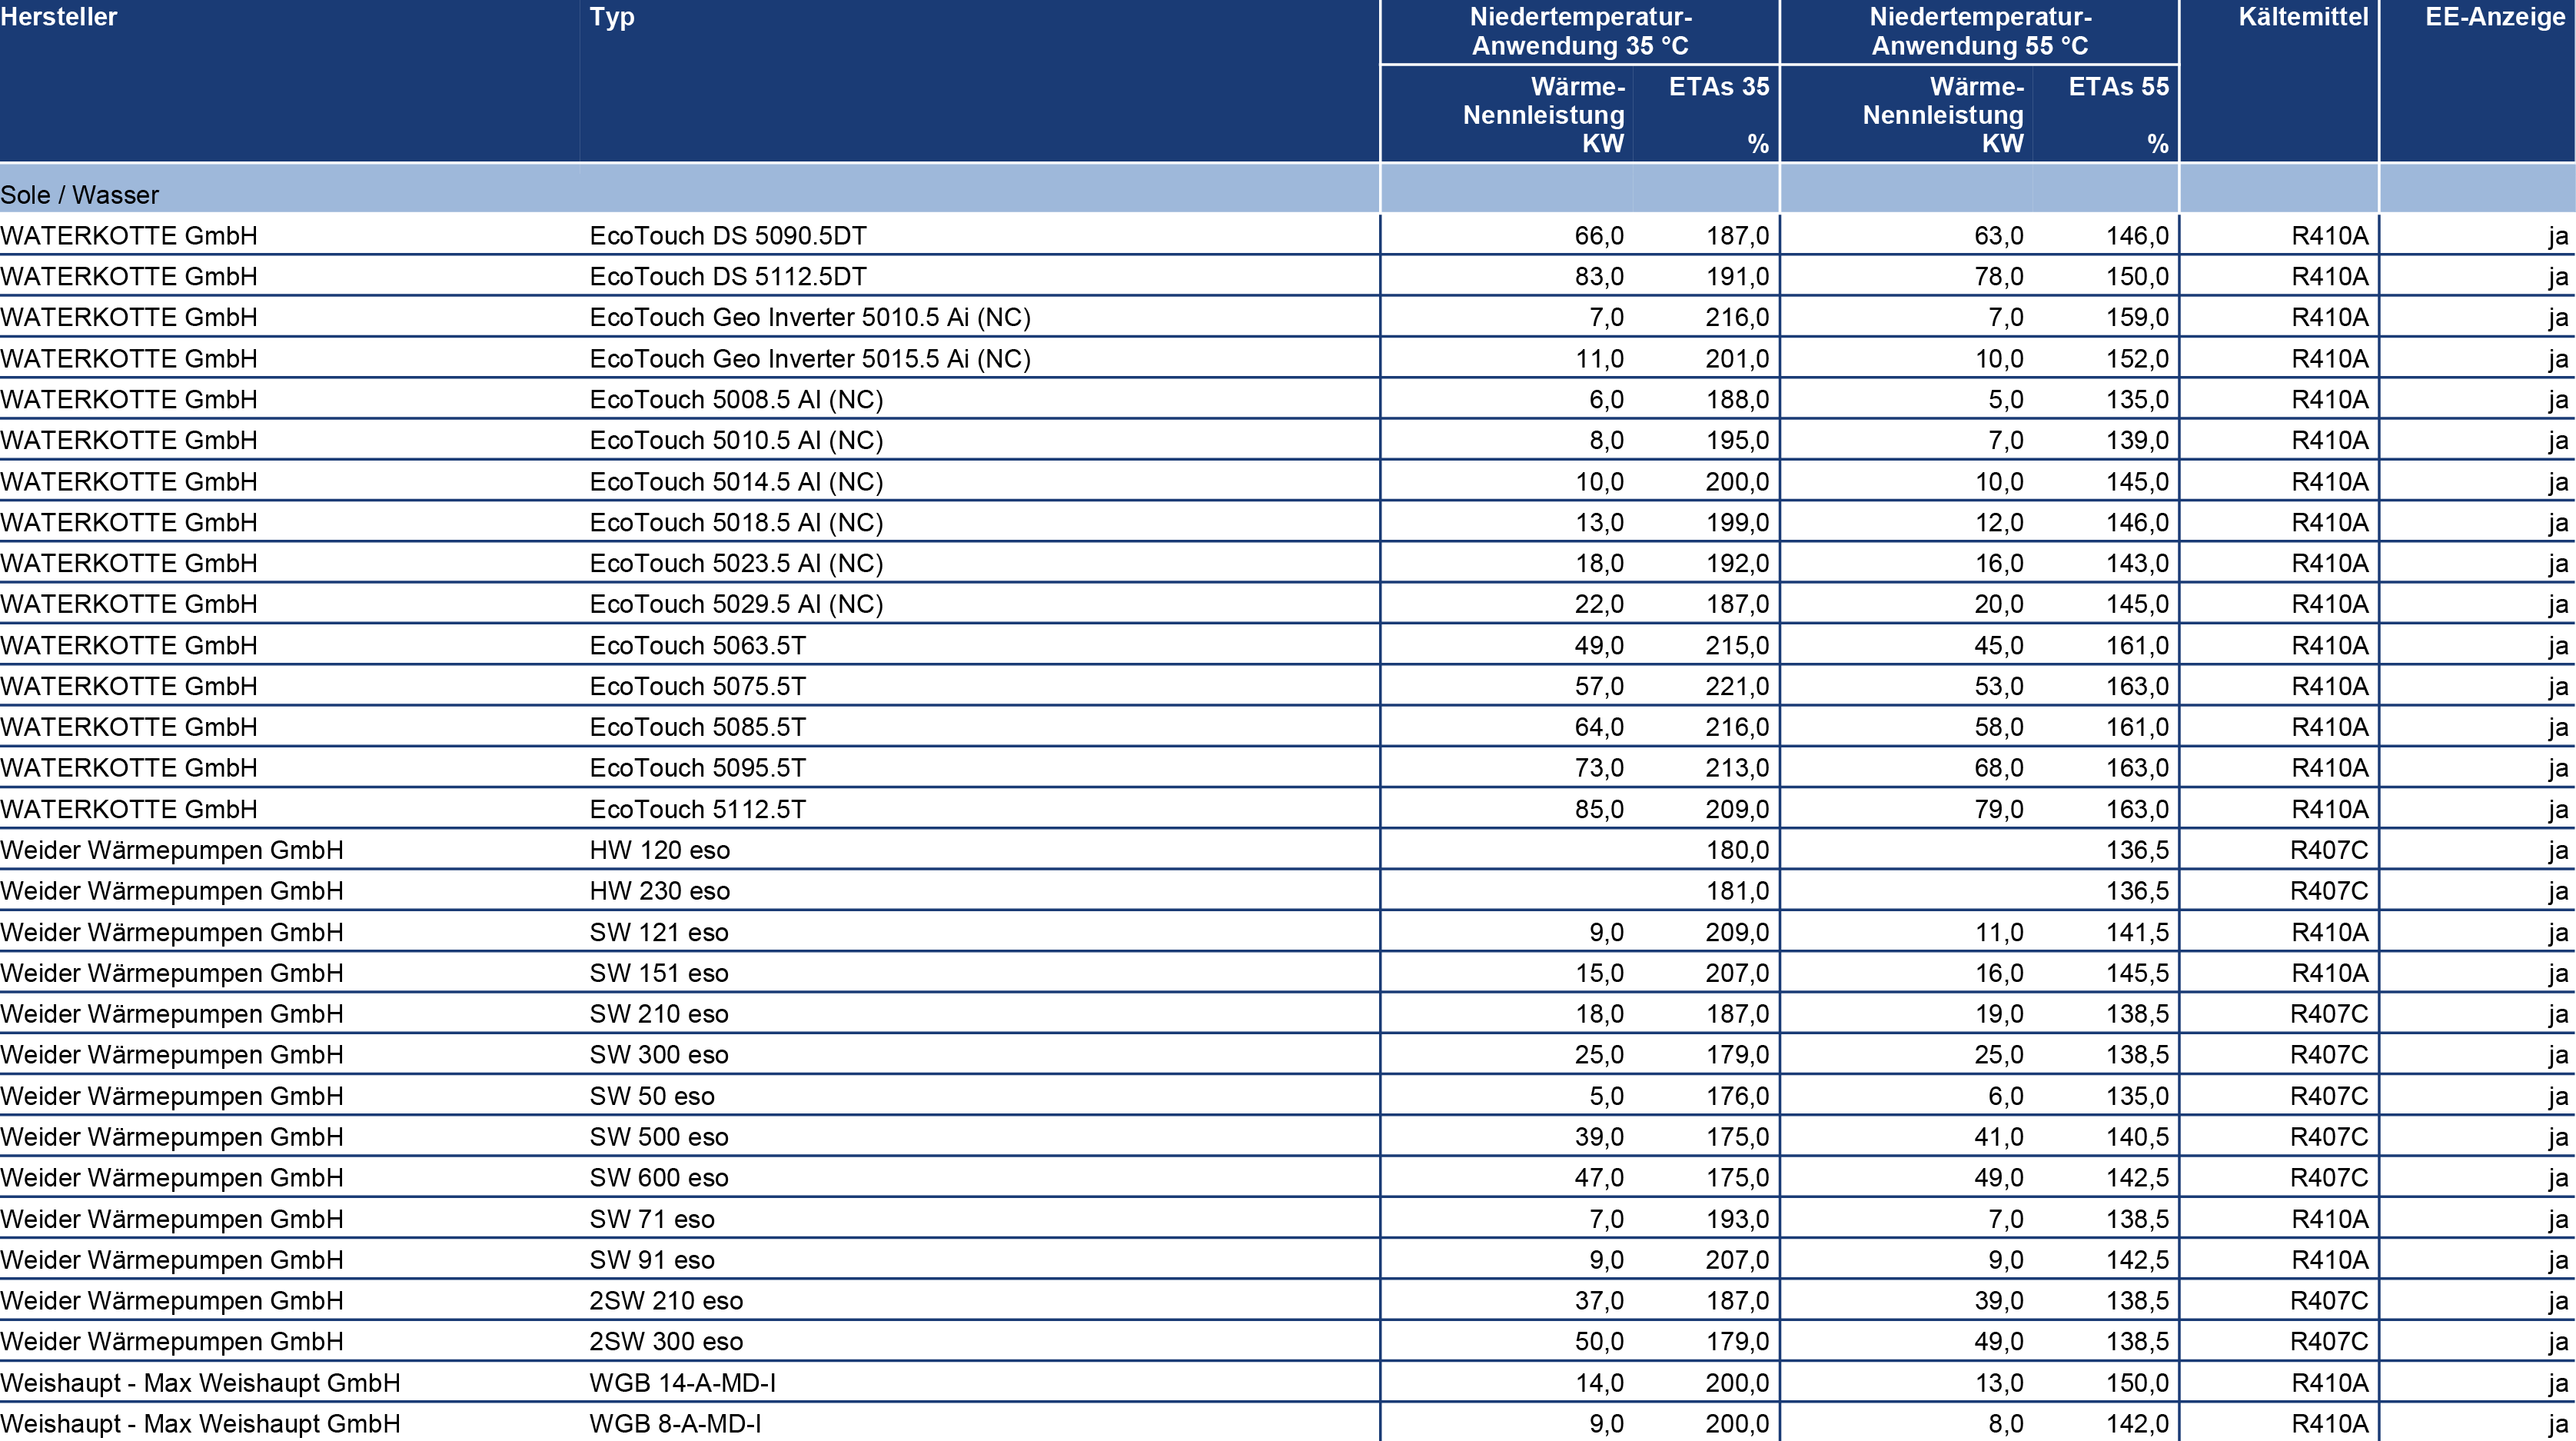 Hersteller Typ Niedertemperatur- Niedertemperatur- Kältemittel EE-Anzeige
Anwendung 35 °C Anwendung 55 °C
Wärme- ETAs 35 Wärme- ETAs 55
Nennleistung Nennleistung
KW % KW %
Sole / Wasser
WATERKOTTE GmbH EcoTouch DS 5090.5DT 66,0 187,0 63,0 146,0 R410A ja
WATERKOTTE GmbH EcoTouch DS 5112.5DT 83,0 191,0 78,0 150,0 R410A ja
WATERKOTTE GmbH EcoTouch Geo Inverter 5010.5 Ai (NC) 7,0 216,0 7,0 159,0 R410A ja
WATERKOTTE GmbH EcoTouch Geo Inverter 5015.5 Ai (NC) 11,0 201,0 10,0 152,0 R410A ja
WATERKOTTE GmbH EcoTouch 5008.5 AI (NC) 6,0 188,0 5,0 135,0 R410A ja
WATERKOTTE GmbH EcoTouch 5010.5 AI (NC) 8,0 195,0 7,0 139,0 R410A ja
WATERKOTTE GmbH EcoTouch 5014.5 AI (NC) 10,0 200,0 10,0 145,0 R410A ja
WATERKOTTE GmbH EcoTouch 5018.5 AI (NC) 13,0 199,0 12,0 146,0 R410A ja
WATERKOTTE GmbH EcoTouch 5023.5 AI (NC) 18,0 192,0 16,0 143,0 R410A ja
WATERKOTTE GmbH EcoTouch 5029.5 AI (NC) 22,0 187,0 20,0 145,0 R410A ja
WATERKOTTE GmbH EcoTouch 5063.5T 49,0 215,0 45,0 161,0 R410A ja
WATERKOTTE GmbH EcoTouch 5075.5T 57,0 221,0 53,0 163,0 R410A ja
WATERKOTTE GmbH EcoTouch 5085.5T 64,0 216,0 58,0 161,0 R410A ja
WATERKOTTE GmbH EcoTouch 5095.5T 73,0 213,0 68,0 163,0 R410A ja
WATERKOTTE GmbH EcoTouch 5112.5T 85,0 209,0 79,0 163,0 R410A ja
Weider Wärmepumpen GmbH HW 120 eso 180,0 136,5 R407C ja
Weider Wärmepumpen GmbH HW 230 eso 181,0 136,5 R407C ja
Weider Wärmepumpen GmbH SW 121 eso 9,0 209,0 11,0 141,5 R410A ja
Weider Wärmepumpen GmbH SW 151 eso 15,0 207,0 16,0 145,5 R410A ja
Weider Wärmepumpen GmbH SW 210 eso 18,0 187,0 19,0 138,5 R407C ja
Weider Wärmepumpen GmbH SW 300 eso 25,0 179,0 25,0 138,5 R407C ja
Weider Wärmepumpen GmbH SW 50 eso 5,0 176,0 6,0 135,0 R407C ja
Weider Wärmepumpen GmbH SW 500 eso 39,0 175,0 41,0 140,5 R407C ja
Weider Wärmepumpen GmbH SW 600 eso 47,0 175,0 49,0 142,5 R407C ja
Weider Wärmepumpen GmbH SW 71 eso 7,0 193,0 7,0 138,5 R410A ja
Weider Wärmepumpen GmbH SW 91 eso 9,0 207,0 9,0 142,5 R410A ja
Weider Wärmepumpen GmbH 2SW 210 eso 37,0 187,0 39,0 138,5 R407C ja
Weider Wärmepumpen GmbH 2SW 300 eso 50,0 179,0 49,0 138,5 R407C ja
Weishaupt - Max Weishaupt GmbH WGB 14-A-MD-I 14,0 200,0 13,0 150,0 R410A ja
Weishaupt - Max Weishaupt GmbH WGB 8-A-MD-I 9,0 200,0 8,0 142,0 R410A ja